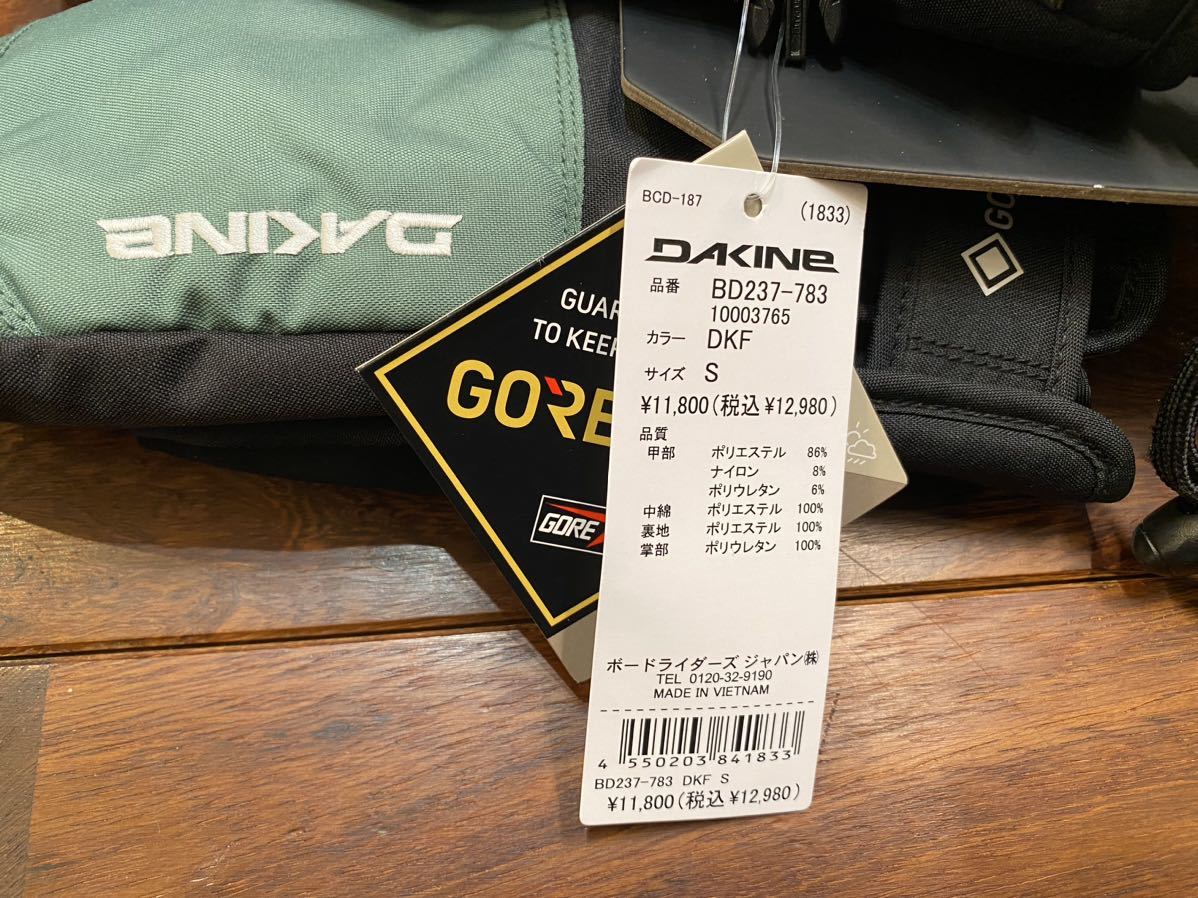 DAKINE
GUAR
TO KEEP
GORE
GORE
GO
BCD-187
(1833)
DAKINE
品番 BD237-783
10003765
カラー DKF
サイズ S
¥11,800(税込¥12,980)
品質
甲部 ポリエステル 86%
ナイロン 8%
ポリウレタン 6%
中綿 ポリエステル 100%
裏地 ポリエステル 100%
掌部 ポリウレタン 100%
ボードライダーズ ジャパン㈱
TEL 0120-32-9190
MADE IN VIETNAM
4 550203 841833
BD237-783 DKF S
¥11,800(税込¥12,980)